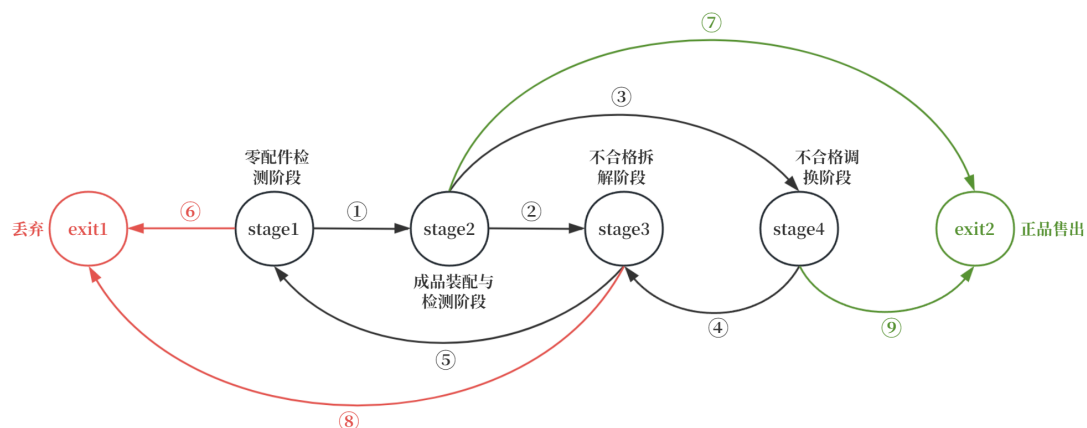 ⑦
③
零配件检
测阶段
不合格拆
解阶段
不合格调
换阶段
⑥
①
②
丢弃
exit1
stage1
stage2
stage3
stage4
exit2
正品售出
成品装配与
检测阶段
④
⑨
⑤
⑧